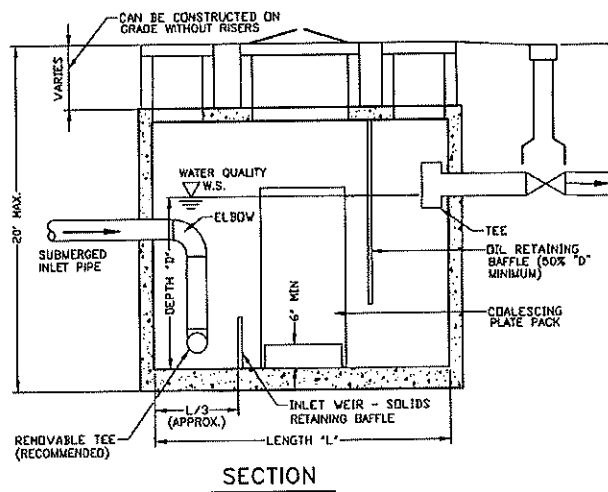 CAN BE CONSTRUCTED ON
GRADE WITHOUT RISERS
VARIES
20' MAX.
WATER QUALITY
W.S.
ELBOW
SUBMERGED
INLET PIPE
DEPTH "D"
6" MIN
TEE
OIL RETAINING
BAFFLE (50% "D"
MINIMUM)
COALESCING
PLATE PACK
L/3
(APPROX.)
INLET WEIR - SOLIDS
RETAINING BAFFLE
REMOVABLE TEE
(RECOMMENDED)
LENGTH "L"
SECTION